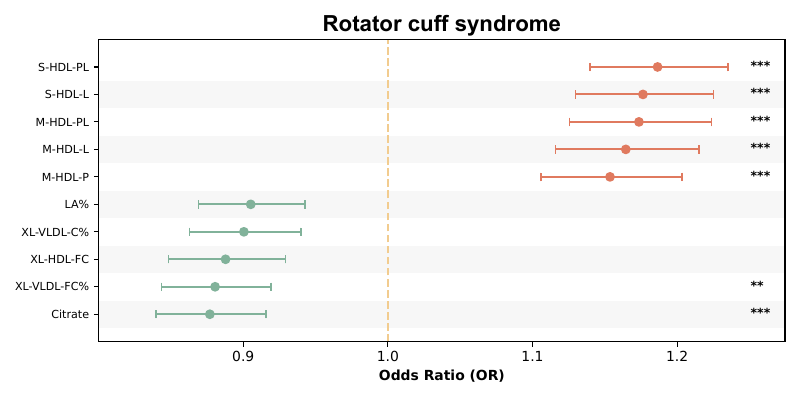 Rotator cuff syndrome
S-HDL-PL ***
S-HDL-L ***
M-HDL-PL ***
M-HDL-L ***
M-HDL-P ***
LA%
XL-VLDL-C%
XL-HDL-FC
XL-VLDL-FC% **
Citrate ***
0.9 1.0 1.1 1.2
Odds Ratio (OR)